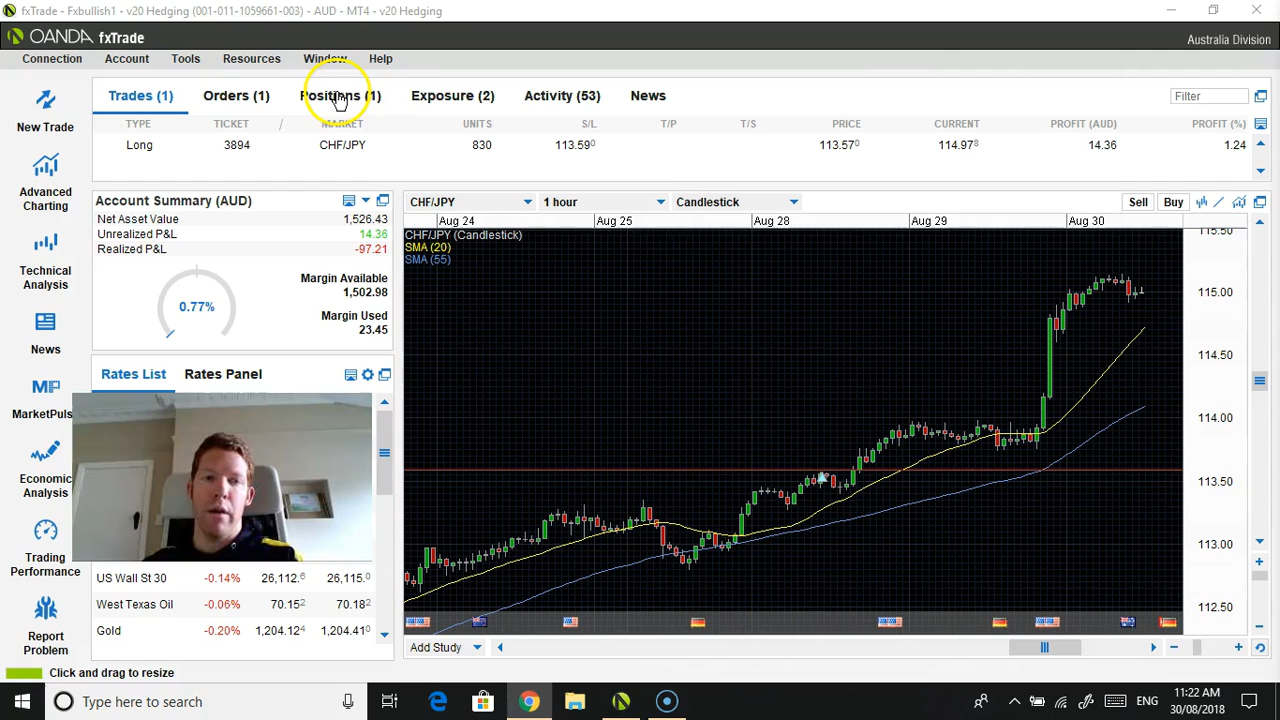 fxTrade - Fxbullish1 - v20 Hedging (001-011-1059661-003) - AUD - MT4 - v20 Hedging
OANDA fxTrade
Australia Division
Connection Account Tools Resources Window Help
New Trade
Advanced Charting
Technical Analysis
News
MarketPuls
Economic Analysis
Trading Performance
Report Problem
Trades (1) Orders (1) Positions (1) Exposure (2) Activity (53) News Filter
TYPE TICKET / MARKET UNITS S/L T/P T/S PRICE CURRENT PROFIT (AUD) PROFIT (%)
Long 3894 CHF/JPY 830 113.590 113.570 114.978 14.36 1.24
Account Summary (AUD)
Net Asset Value 1,526.43
Unrealized P&L 14.36
Realized P&L -97.21
0.77%
Margin Available
1,502.98
Margin Used
23.45
Rates List Rates Panel
US Wall St 30 -0.14% 26,112.6 26,115.0
West Texas Oil -0.06% 70.152 70.182
Gold -0.20% 1,204.124 1,204.410
CHF/JPY 1 hour Candlestick Sell Buy
Aug 24 Aug 25 Aug 28 Aug 29 Aug 30
CHF/JPY (Candlestick)
SMA (20)
SMA (55)
115.50
115.00
114.50
114.00
113.50
113.00
112.50
Add Study
Click and drag to resize
Type here to search
ENG
11:22 AM
30/08/2018